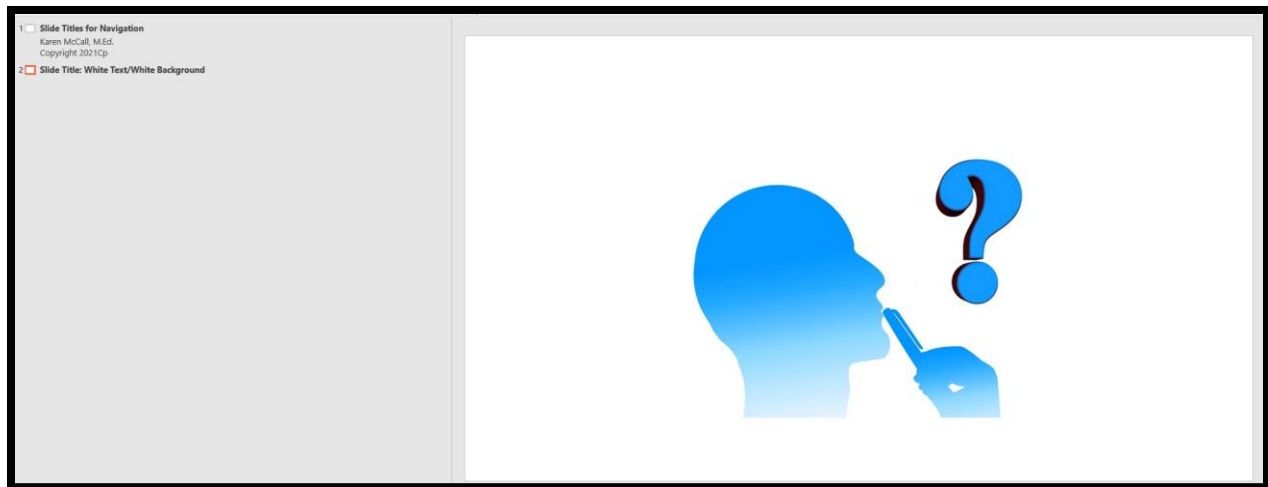 1 Slide Titles for Navigation
Karen McCall, M.Ed.
Copyright 2021Cp
2 Slide Title: White Text/White Background
?